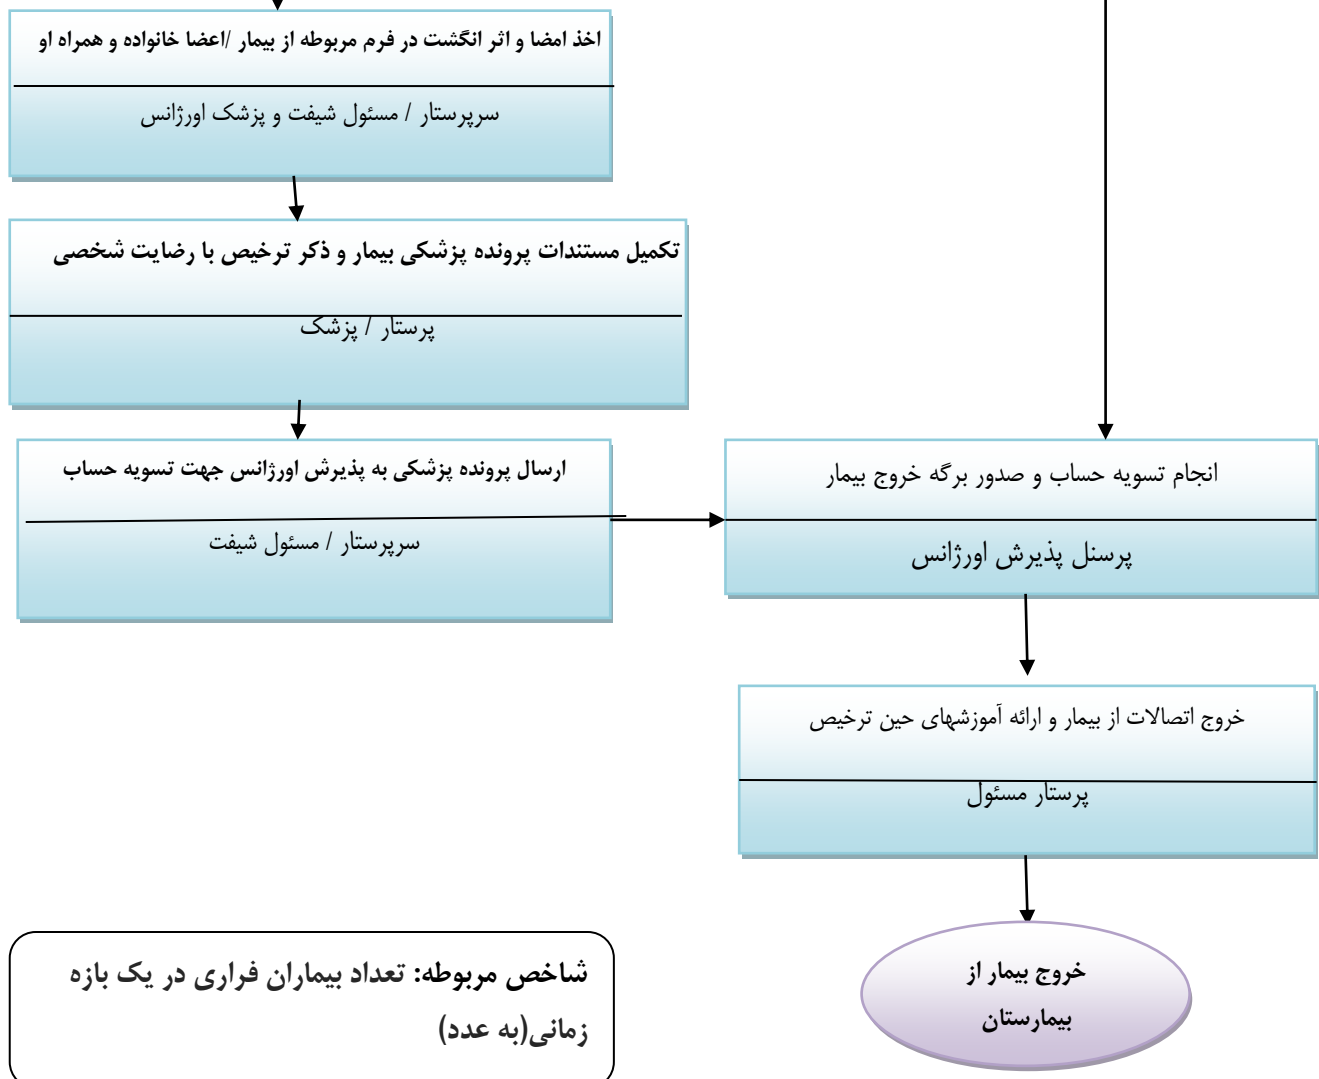 اخذ امضا و اثر انگشت در فرم مربوطه از بیمار /اعضا خانواده و همراه او
سرپرستار / مسئول شیفت و پزشک اورژانس
تکمیل مستندات پرونده پزشکی بیمار و ذکر ترخیص با رضایت شخصی
پرستار / پزشک
ارسال پرونده پزشکی به پذیرش اورژانس جهت تسویه حساب
سرپرستار / مسئول شیفت
انجام تسویه حساب و صدور برگه خروج بیمار
پرسنل پذیرش اورژانس
خروج اتصالات از بیمار و ارائه آموزشهای حین ترخیص
پرستار مسئول
خروج بیمار از
بیمارستان
شاخص مربوطه: تعداد بیماران فراری در یک بازه
زمانی(به عدد)